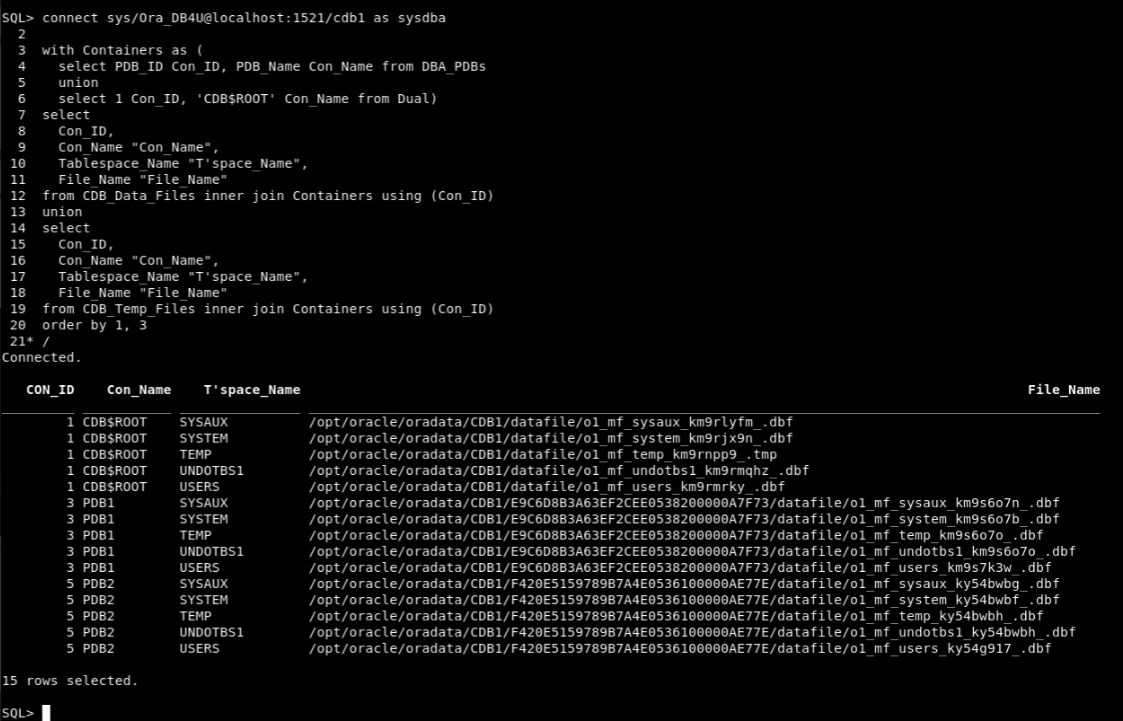 SQL> connect sys/Ora_DB4U@localhost:1521/cdb1 as sysdba
  2
  3  with Containers as (
  4    select PDB_ID Con_ID, PDB_Name Con_Name from DBA_PDBs
  5    union
  6    select 1 Con_ID, 'CDB$ROOT' Con_Name from Dual)
  7  select
  8    Con_ID,
  9    Con_Name "Con_Name",
 10    Tablespace_Name "T'space_Name",
 11    File_Name "File_Name"
 12  from CDB_Data_Files inner join Containers using (Con_ID)
 13  union
 14  select
 15    Con_ID,
 16    Con_Name "Con_Name",
 17    Tablespace_Name "T'space_Name",
 18    File_Name "File_Name"
 19  from CDB_Temp_Files inner join Containers using (Con_ID)
 20  order by 1, 3
 21* /
Connected.
   CON_ID    Con_Name    T'space_Name    File_Name
        1 CDB$ROOT    SYSAUX          /opt/oracle/oradata/CDB1/datafile/o1_mf_sysaux_km9rlyfm_.dbf
        1 CDB$ROOT    SYSTEM          /opt/oracle/oradata/CDB1/datafile/o1_mf_system_km9rjx9n_.dbf
        1 CDB$ROOT    TEMP            /opt/oracle/oradata/CDB1/datafile/o1_mf_temp_km9rnpp9_.tmp
        1 CDB$ROOT    UNDOTBS1        /opt/oracle/oradata/CDB1/datafile/o1_mf_undotbs1_km9rmqhz_.dbf
        1 CDB$ROOT    USERS           /opt/oracle/oradata/CDB1/datafile/o1_mf_users_km9rmrky_.dbf
        3 PDB1        SYSAUX          /opt/oracle/oradata/CDB1/E9C6D8B3A63EF2CEE0538200000A7F73/datafile/o1_mf_sysaux_km9s6o7n_.dbf
        3 PDB1        SYSTEM          /opt/oracle/oradata/CDB1/E9C6D8B3A63EF2CEE0538200000A7F73/datafile/o1_mf_system_km9s6o7b_.dbf
        3 PDB1        TEMP            /opt/oracle/oradata/CDB1/E9C6D8B3A63EF2CEE0538200000A7F73/datafile/o1_mf_temp_km9s6o7o_.dbf
        3 PDB1        UNDOTBS1        /opt/oracle/oradata/CDB1/E9C6D8B3A63EF2CEE0538200000A7F73/datafile/o1_mf_undotbs1_km9s6o7o_.dbf
        3 PDB1        USERS           /opt/oracle/oradata/CDB1/E9C6D8B3A63EF2CEE0538200000A7F73/datafile/o1_mf_users_km9s7k3w_.dbf
        5 PDB2        SYSAUX          /opt/oracle/oradata/CDB1/F420E5159789B7A4E0536100000AE77E/datafile/o1_mf_sysaux_ky54bwbg_.dbf
        5 PDB2        SYSTEM          /opt/oracle/oradata/CDB1/F420E5159789B7A4E0536100000AE77E/datafile/o1_mf_system_ky54bwbf_.dbf
        5 PDB2        TEMP            /opt/oracle/oradata/CDB1/F420E5159789B7A4E0536100000AE77E/datafile/o1_mf_temp_ky54bwbh_.dbf
        5 PDB2        UNDOTBS1        /opt/oracle/oradata/CDB1/F420E5159789B7A4E0536100000AE77E/datafile/o1_mf_undotbs1_ky54bwbh_.dbf
        5 PDB2        USERS           /opt/oracle/oradata/CDB1/F420E5159789B7A4E0536100000AE77E/datafile/o1_mf_users_ky54g917_.dbf
15 rows selected.
SQL>